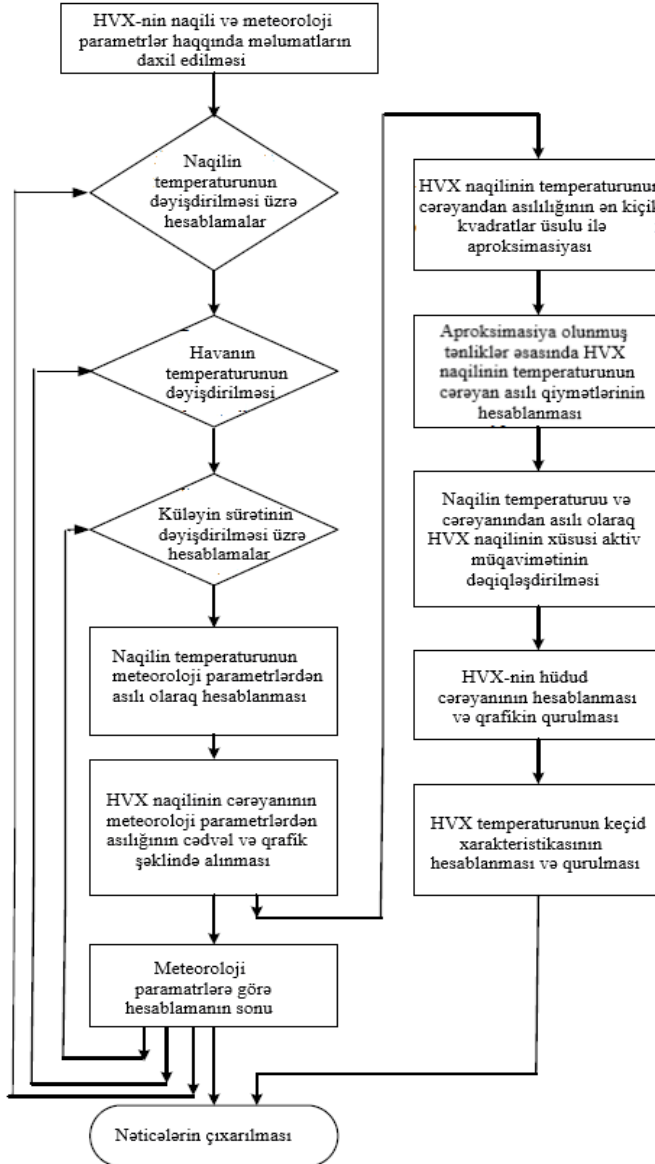 HVX-nin naqili və meteoroloji
parametrlər haqqında məlumatların
daxil edilməsi
Naqilin
temperaturunun
dəyişdirilməsi üzrə
hesablamalar
Havanın
temperaturunun
dəyişdirilməsi
Küləyin sürətinin
dəyişdirilməsi üzrə
hesablamalar
Naqilin temperaturunun
meteoroloji parametrlərdən
asılı olaraq hesablanması
HVX naqilinin cərəyanının
meteoroloji parametrlərdən
asılığının cədvəl və qrafik
şəklində alınması
Meteoroloji
paramatrlərə görə
hesablamanın sonu
Nəticələrin çıxarılması
HVX naqilinin temperaturunun
cərəyandan asılılığının ən kiçik
kvadratlar üsulu ilə
aproksimasiyası
Aproksimasiya olunmuş
tənliklər əsasında HVX
naqilinin temperaturunun
cərəyan asılı qiymətlərinin
hesablanması
Naqilin temperaturuu və
cərəyanından asılı olaraq
HVX naqilinin xüsusi aktiv
müqavimətinin
dəqiqləşdirilməsi
HVX-nin hüdud
cərəyanının hesablanması
və qrafikin qurulması
HVX temperaturunun keçid
xarakteristikasının
hesablanması və qurulması